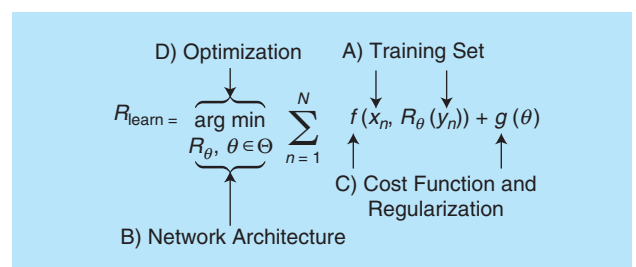 D) Optimization
A) Training Set
R_learn = arg min R_θ, θ∈Θ ∑_{n = 1}^{N} f (x_n, R_θ (y_n)) + g (θ)
C) Cost Function and
Regularization
B) Network Architecture